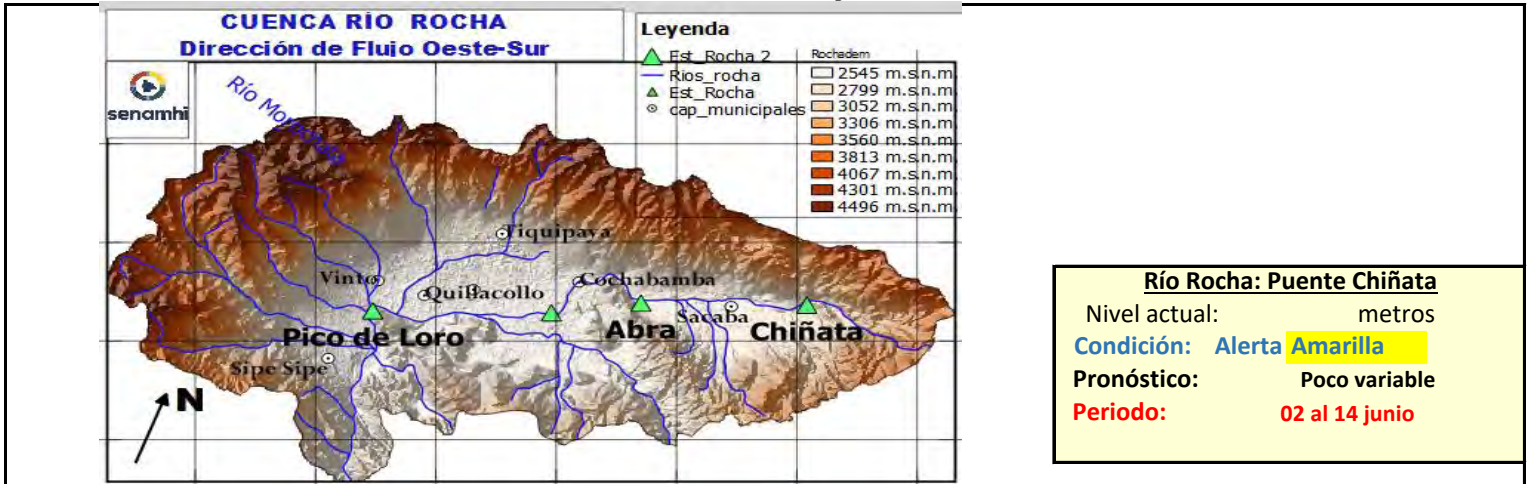 CUENCA RÍO ROCHA
Dirección de Flujo Oeste-Sur
senamhi
Leyenda
Est_Rocha 2
Rios_rocha
Est_Rocha
cap_municipales
Rochadem
2545 m.s.n.m.
2799 m.s.n.m.
3052 m.s.n.m.
3306 m.s.n.m.
3560 m.s.n.m.
3813 m.s.n.m.
4067 m.s.n.m.
4301 m.s.n.m.
4496 m.s.n.m.
Río Morochata
Tiquipaya
Vinto
Quillacollo
Cochabamba
Sacaba
Pico de Loro
Abra
Chiñata
Sipe Sipe
N
Río Rocha: Puente Chiñata
Nivel actual: metros
Condición: Alerta Amarilla
Pronóstico: Poco variable
Periodo: 02 al 14 junio